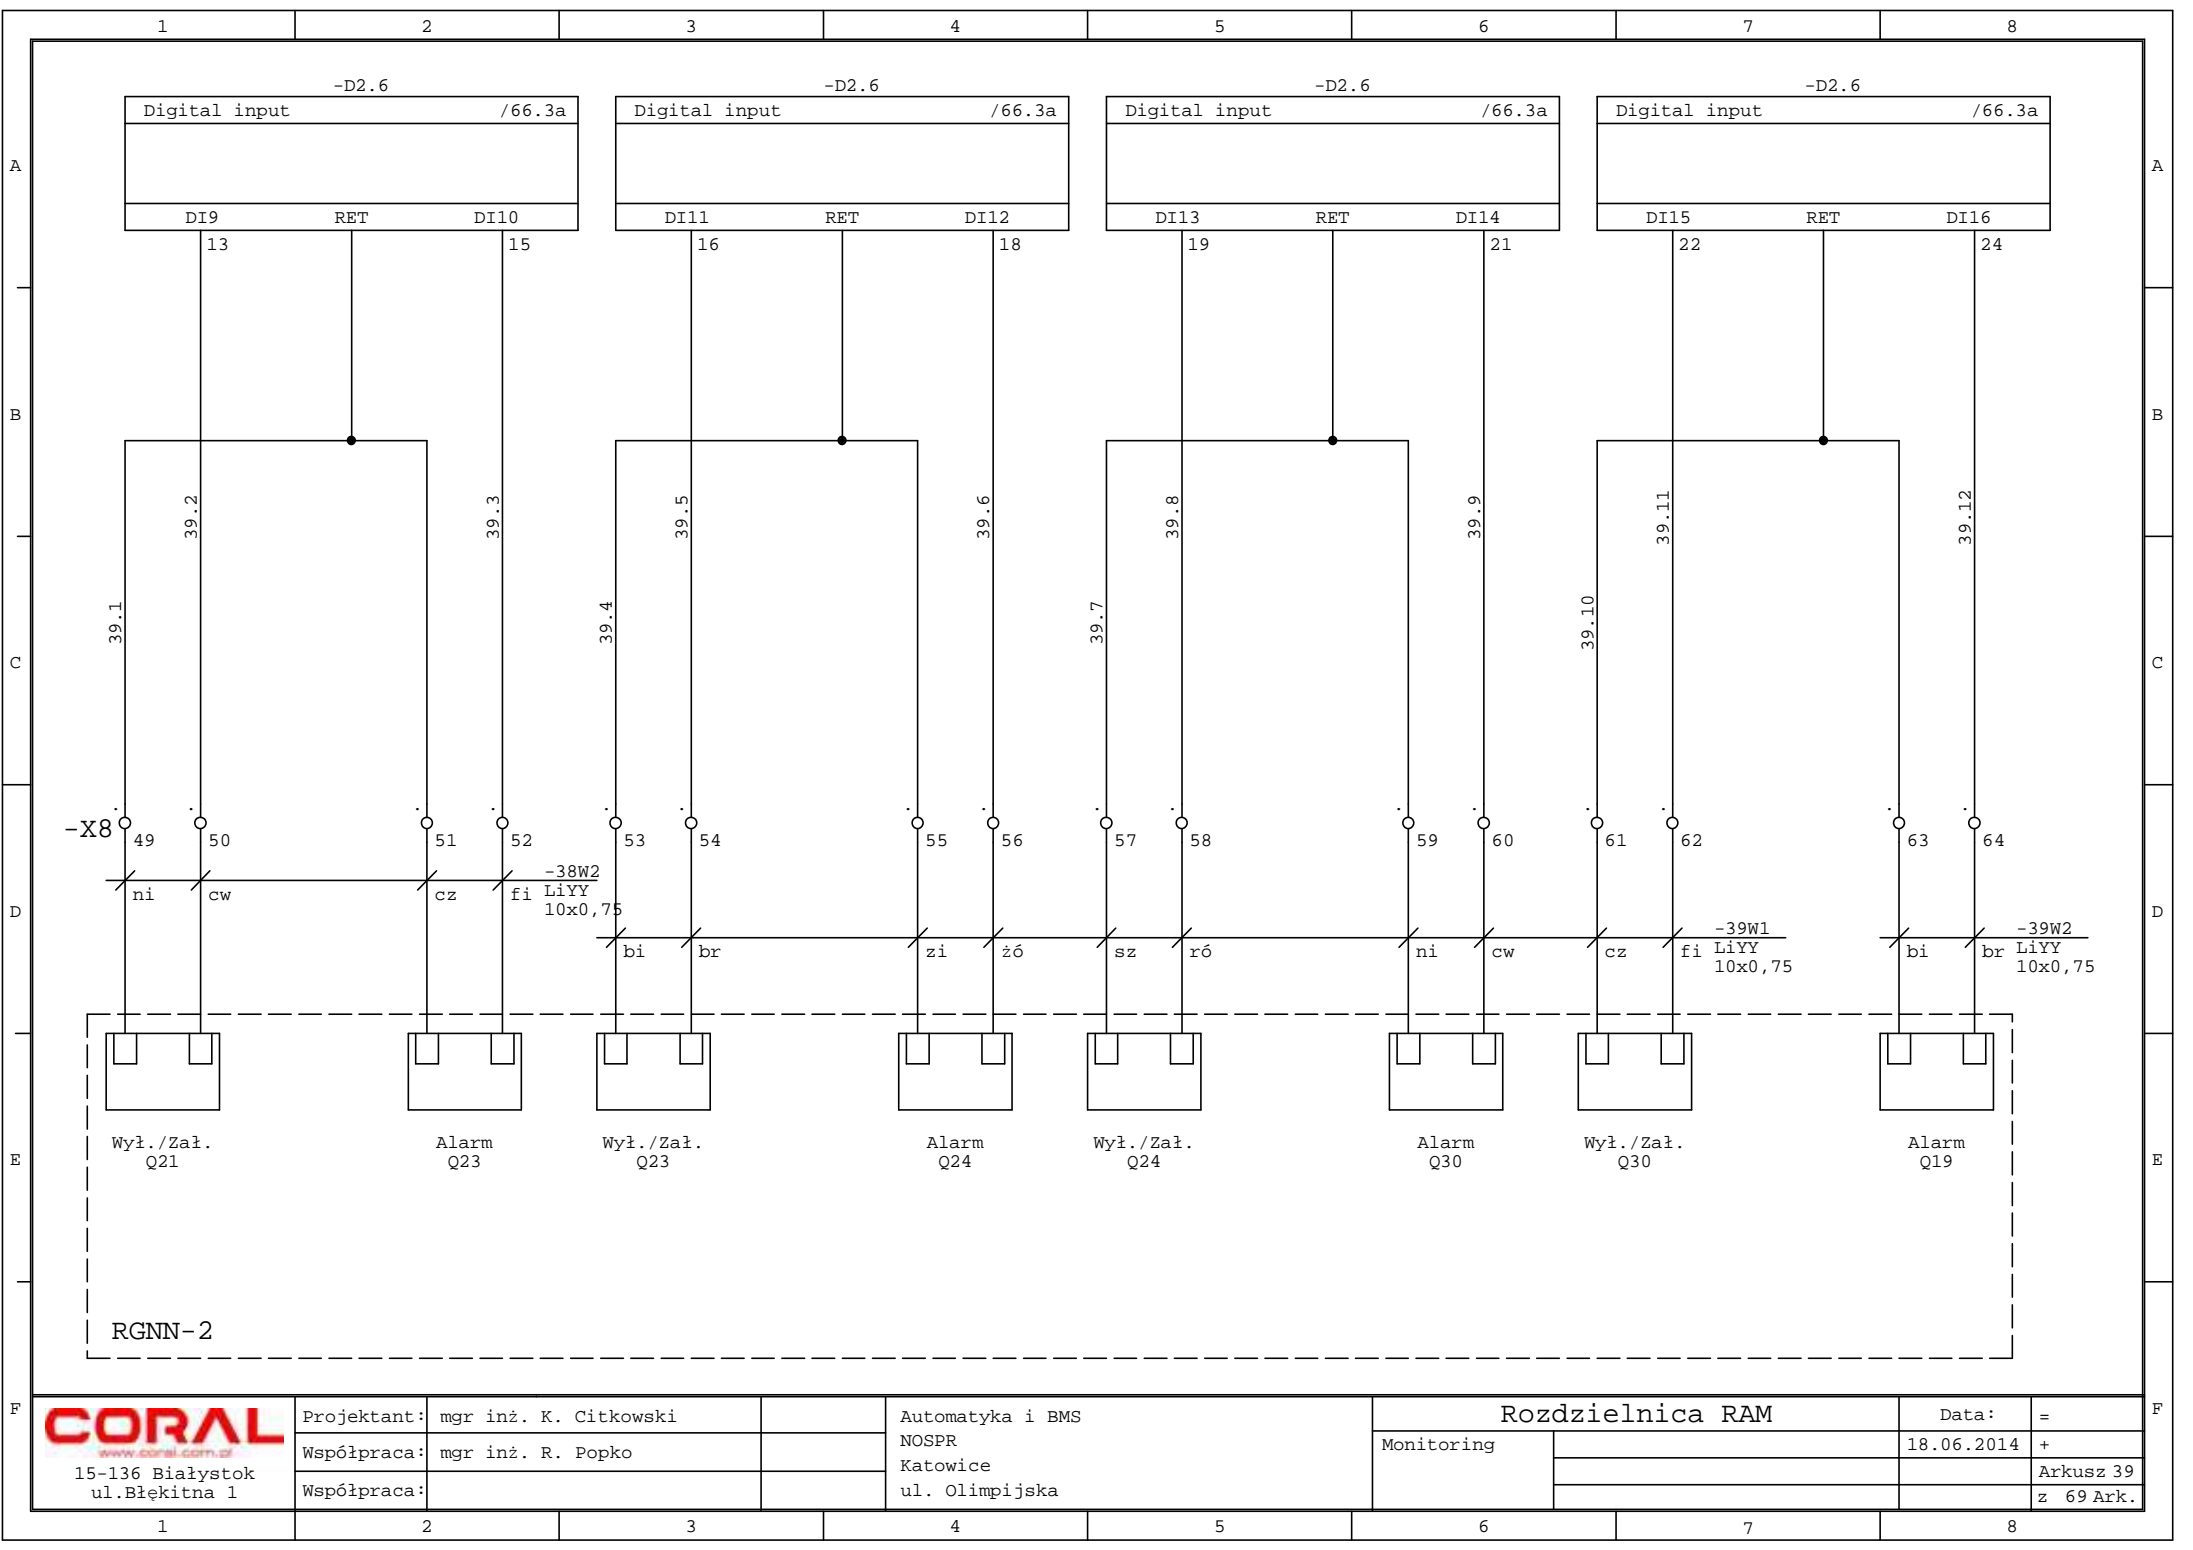 1 2 3 4 5 6 7 8
-D2.6 -D2.6 -D2.6 -D2.6
Digital input /66.3a Digital input /66.3a Digital input /66.3a Digital input /66.3a
A A
DI9 RET DI10 DI11 RET DI12 DI13 RET DI14 DI15 RET DI16
13 15 16 18 19 21 22 24
B B
39.2 39.3 39.5 39.6 39.8 39.9 39.11 39.12
39.1 39.4 39.7 39.10
C C
-X8 49 50 51 52 53 54 55 56 57 58 59 60 61 62 63 64
-38W2
ni cw cz fi LiYY
10x0,75
D D
-39W1 -39W2
bi br zi żó sz ró ni cw cz fi LiYY bi br LiYY
10x0,75 10x0,75
Wył./Zał. Alarm Wył./Zał. Alarm Wył./Zał. Alarm Wył./Zał. Alarm
E Q21 Q23 Q23 Q24 Q24 Q30 Q30 Q19 E
RGNN-2
F F
CORAL
www.coral.com.pl
15-136 Białystok
ul.Błękitna 1
Projektant: mgr inż. K. Citkowski
Współpraca: mgr inż. R. Popko
Współpraca:
Automatyka i BMS
NOSPR
Katowice
ul. Olimpijska
Rozdzielnica RAM
Monitoring
Data: =
18.06.2014 +
Arkusz 39
z 69 Ark.
1 2 3 4 5 6 7 8